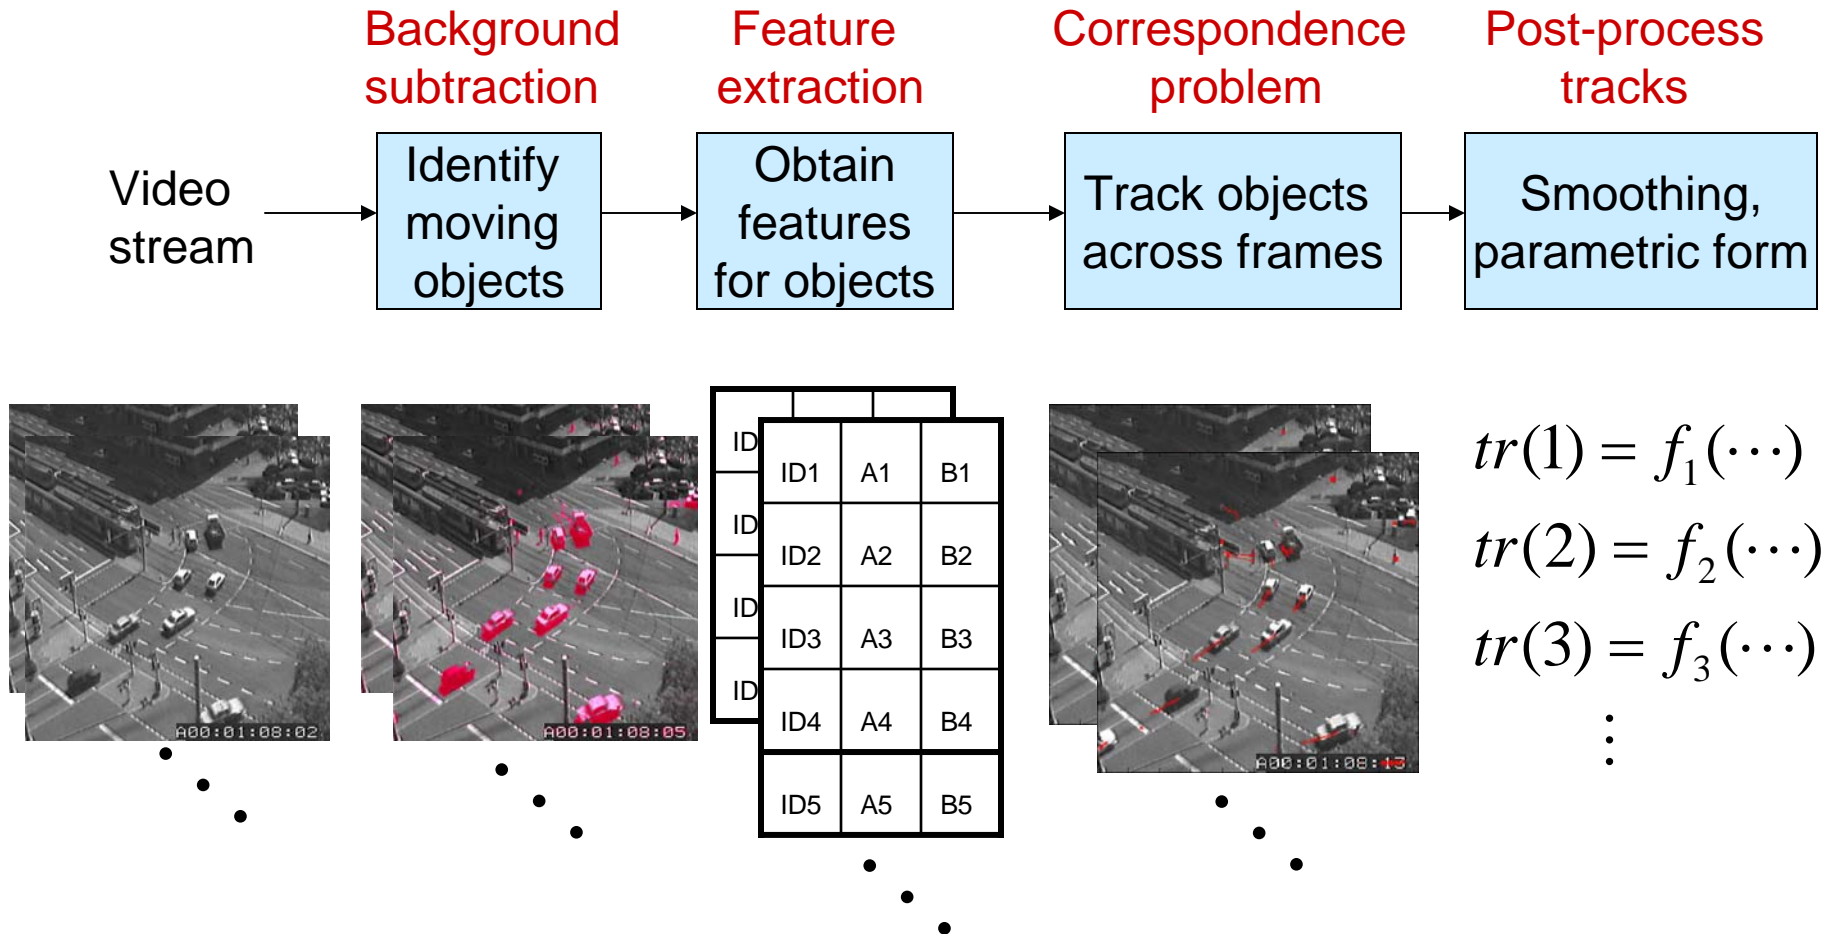 Background
subtraction
Feature
extraction
Correspondence
problem
Post-process
tracks
Video
stream
Identify
moving
objects
Obtain
features
for objects
Track objects
across frames
Smoothing,
parametric form
ID
ID
ID
ID
ID1 A1 B1
ID2 A2 B2
ID3 A3 B3
ID4 A4 B4
ID5 A5 B5
A00:01:08:02
A00:01:08:05
A00:01:08:
tr(1) = f₁(⋯)
tr(2) = f₂(⋯)
tr(3) = f₃(⋯)
⋮